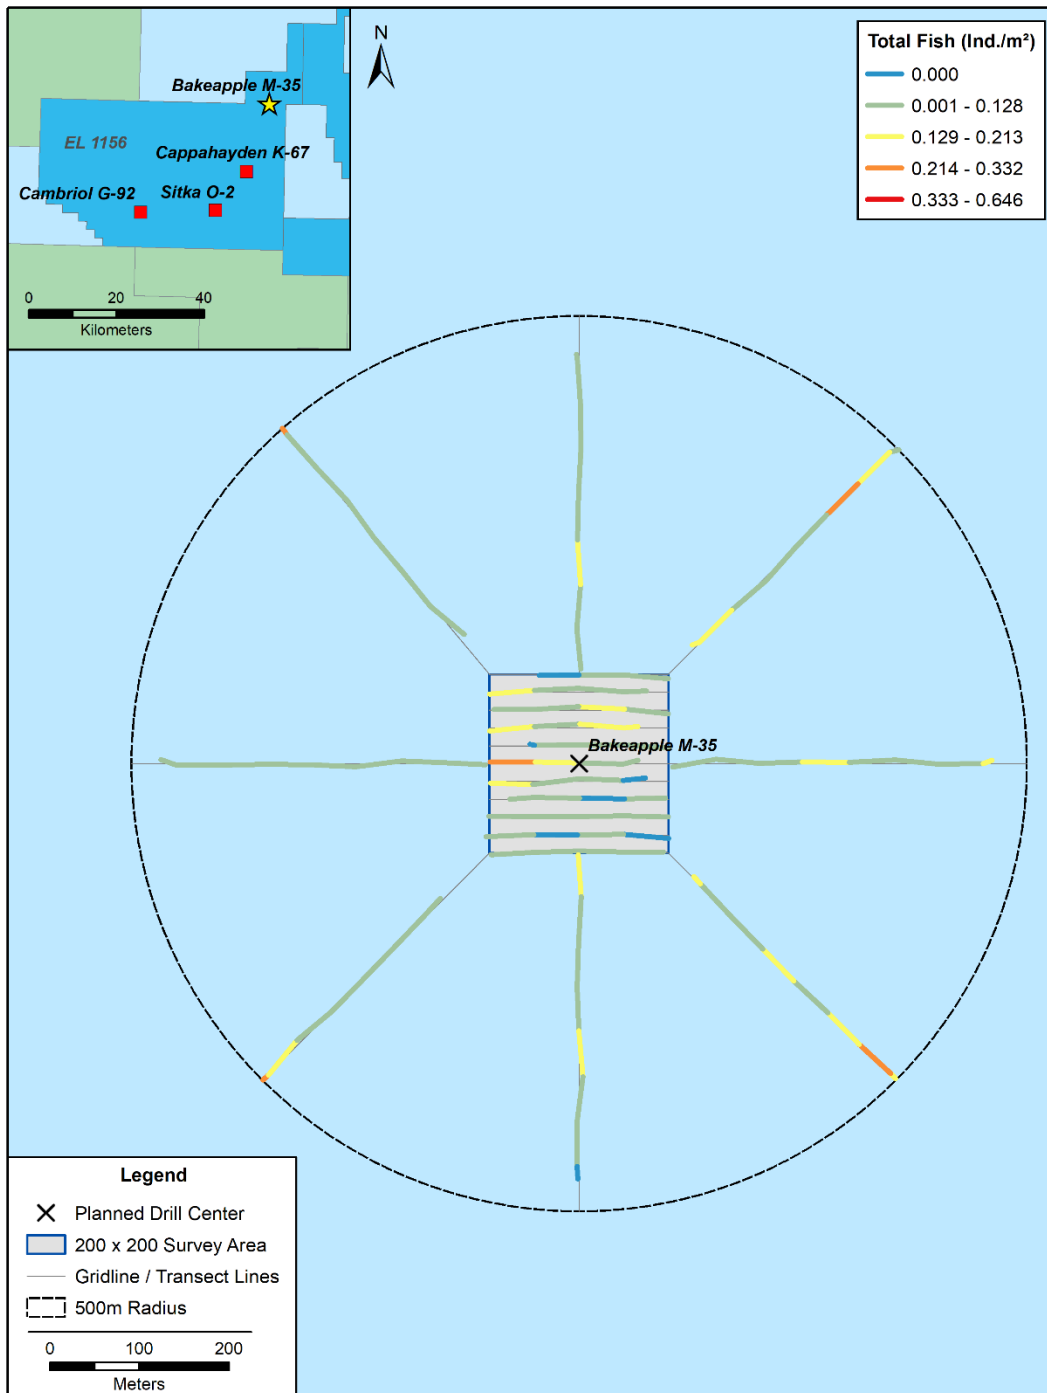 Bakeapple M-35
EL 1156
Cappahayden K-67
Cambriol G-92
Sitka O-2
0 20 40
Kilometers
N
Total Fish (Ind./m²)
0.000
0.001 - 0.128
0.129 - 0.213
0.214 - 0.332
0.333 - 0.646
Bakeapple M-35
Legend
Planned Drill Center
200 x 200 Survey Area
Gridline / Transect Lines
500m Radius
0 100 200
Meters